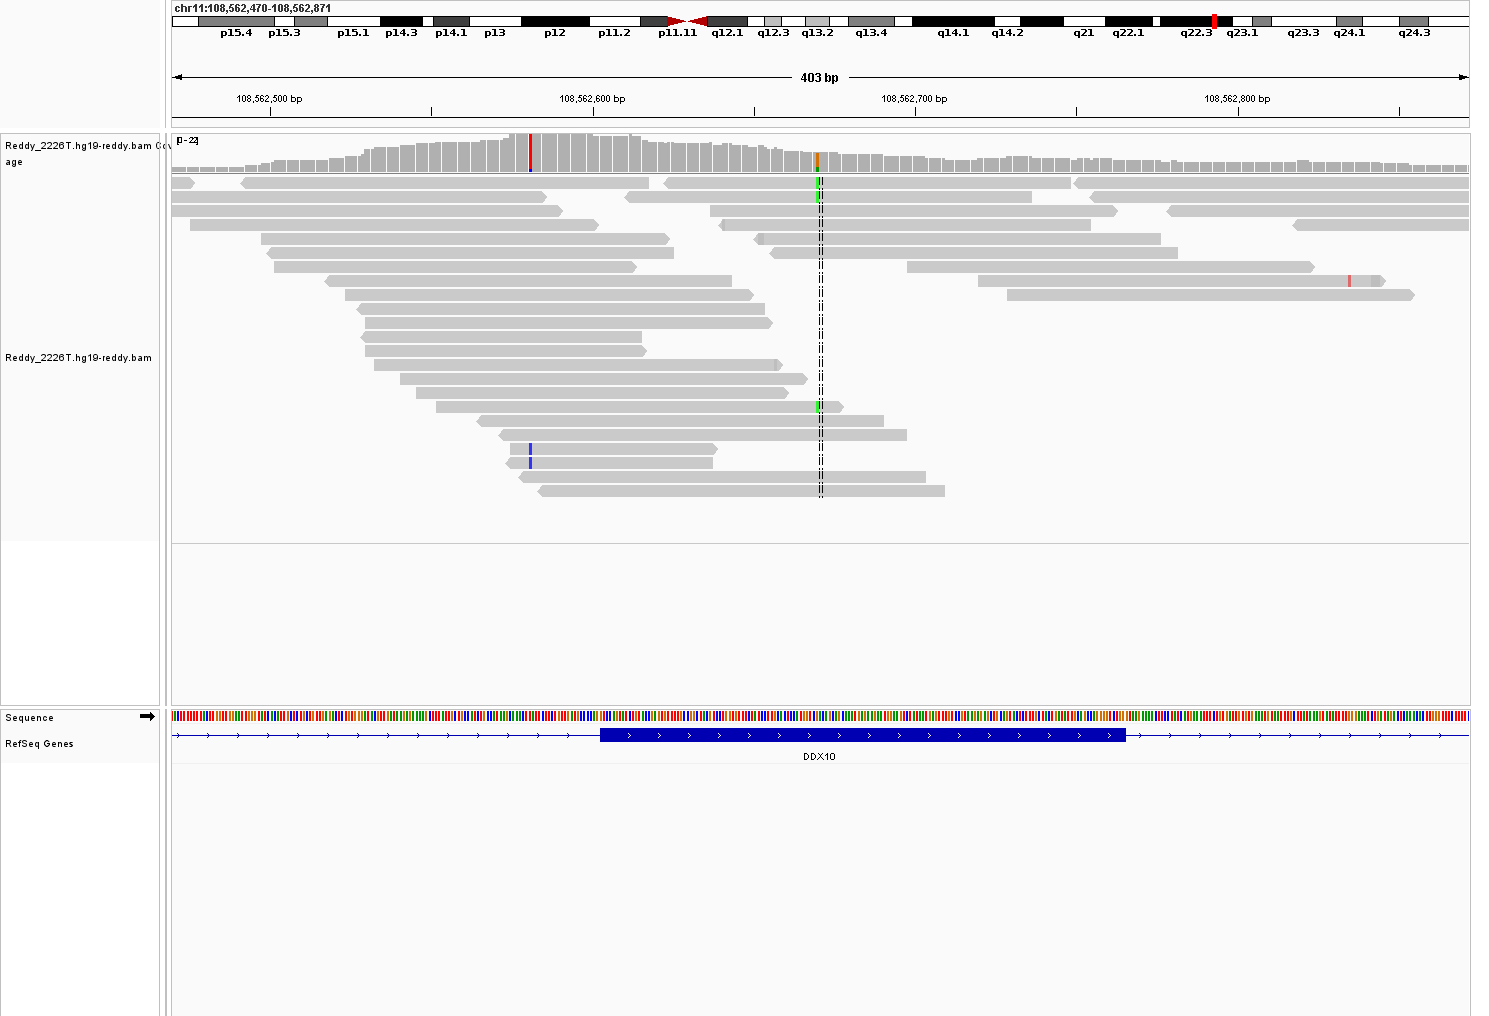 chr11:108,562,470-108,562,871
p15.4 p15.3 p15.1 p14.3 p14.1 p13 p12 p11.2 p11.11 q12.1 q12.3 q13.2 q13.4 q14.1 q14.2 q21 q22.1 q22.3 q23.1 q23.3 q24.1 q24.3
403 bp
108,562,500 bp 108,562,600 bp 108,562,700 bp 108,562,800 bp
Reddy_2226T.hg19-reddy.bam Cov
age
[0-22]
Reddy_2226T.hg19-reddy.bam
Sequence
RefSeq Genes
DDX10